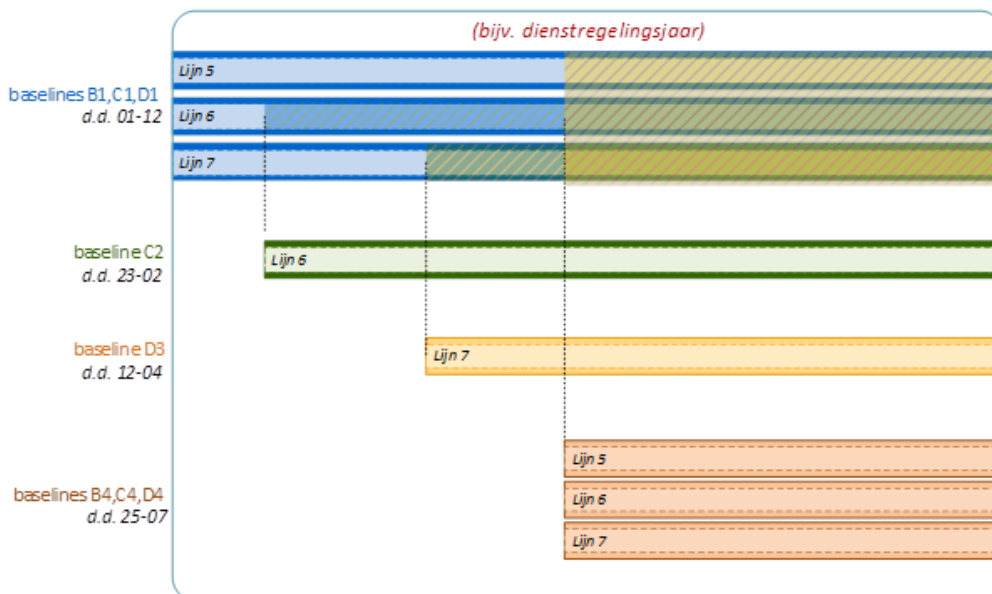 (bijv. dienstregelingsjaar)
Lijn 5
baselines B1,C1,D1
d.d. 01-12
Lijn 6
Lijn 7
baseline C2
d.d. 23-02
Lijn 6
baseline D3
d.d. 12-04
Lijn 7
Lijn 5
baselines B4,C4,D4
d.d. 25-07
Lijn 6
Lijn 7